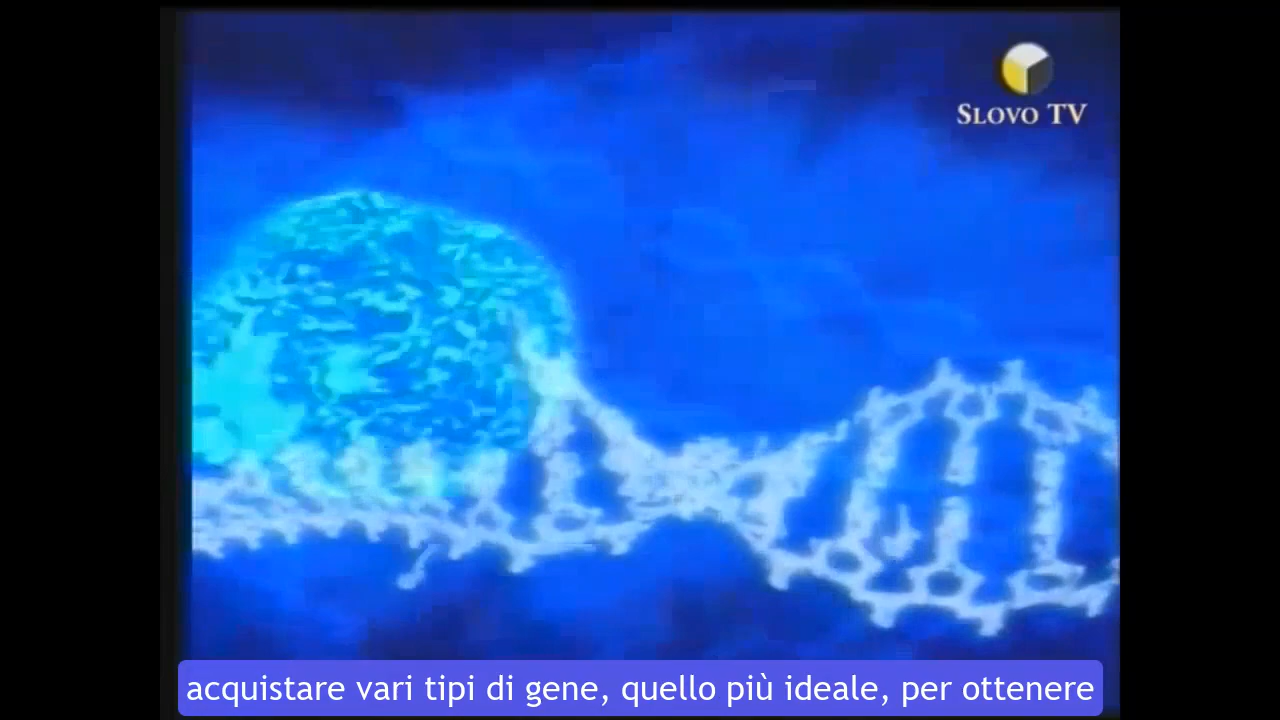 SLOVO TV
acquistare vari tipi di gene, quello più ideale, per ottenere